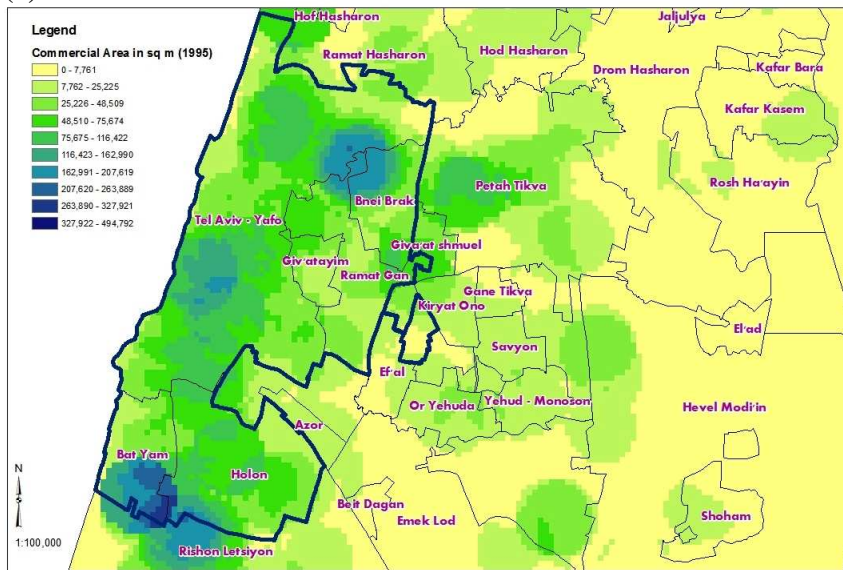 Hof Hasharon
Jaljulya
Legend
Commercial Area in sq m (1995)
0 - 7,761
7,762 - 25,225
25,226 - 48,509
48,510 - 75,674
75,675 - 116,422
116,423 - 162,990
162,991 - 207,619
207,620 - 263,889
263,890 - 327,921
327,922 - 494,792
Ramat Hasharon
Hod Hasharon
Drom Hasharon
Kafar Bara
Kafar Kasem
Petah Tikva
Rosh Ha'ayin
Bnei Brak
Tel Aviv - Yafo
Giva'at shmuel
Giv'atayim
Ramat Gan
Gane Tikva
Kiryat Ono
El'ad
Savyon
Ef'al
Or Yehuda
Yehud - Monoson
Hevel Modi'in
Azor
Bat Yam
Holon
Beit Dagan
Emek Lod
Shoham
Rishon Letsiyon
N
1:100,000